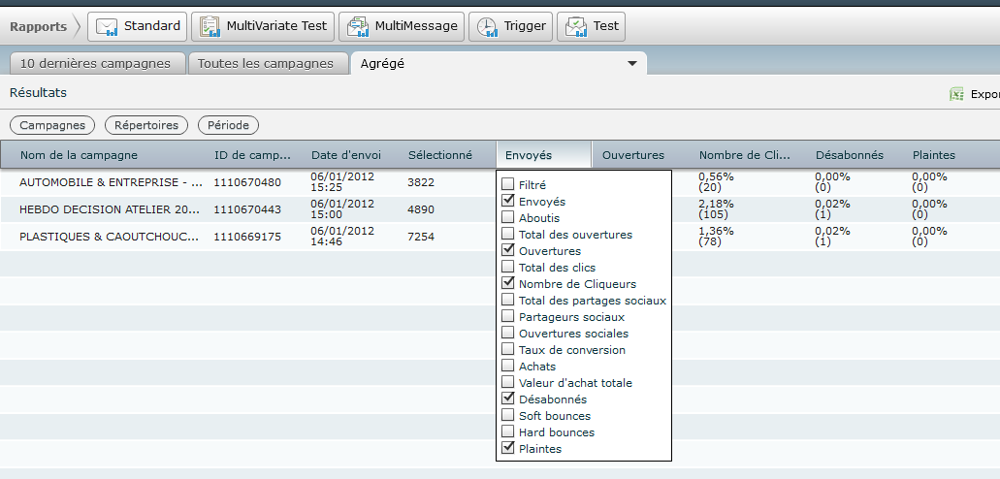 Rapports Standard MultiVariate Test MultiMessage Trigger Test
10 dernières campagnes Toutes les campagnes Agrégé
Résultats Expor
Campagnes Répertoires Période
Nom de la campagne ID de camp... Date d'envoi Sélectionné Envoyés Ouvertures Nombre de Cli... Désabonnés Plaintes
AUTOMOBILE & ENTREPRISE - ... 1110670480 06/01/2012 15:25 3822 0,56% (20) 0,00% (0) 0,00% (0)
HEBDO DECISION ATELIER 20... 1110670443 06/01/2012 15:00 4890 2,18% (105) 0,02% (1) 0,00% (0)
PLASTIQUES & CAOUTCHOUC... 1110669175 06/01/2012 14:46 7254 1,36% (78) 0,02% (1) 0,00% (0)
Filtré
Envoyés
Aboutis
Total des ouvertures
Ouvertures
Total des clics
Nombre de Cliqueurs
Total des partages sociaux
Partageurs sociaux
Ouvertures sociales
Taux de conversion
Achats
Valeur d'achat totale
Désabonnés
Soft bounces
Hard bounces
Plaintes